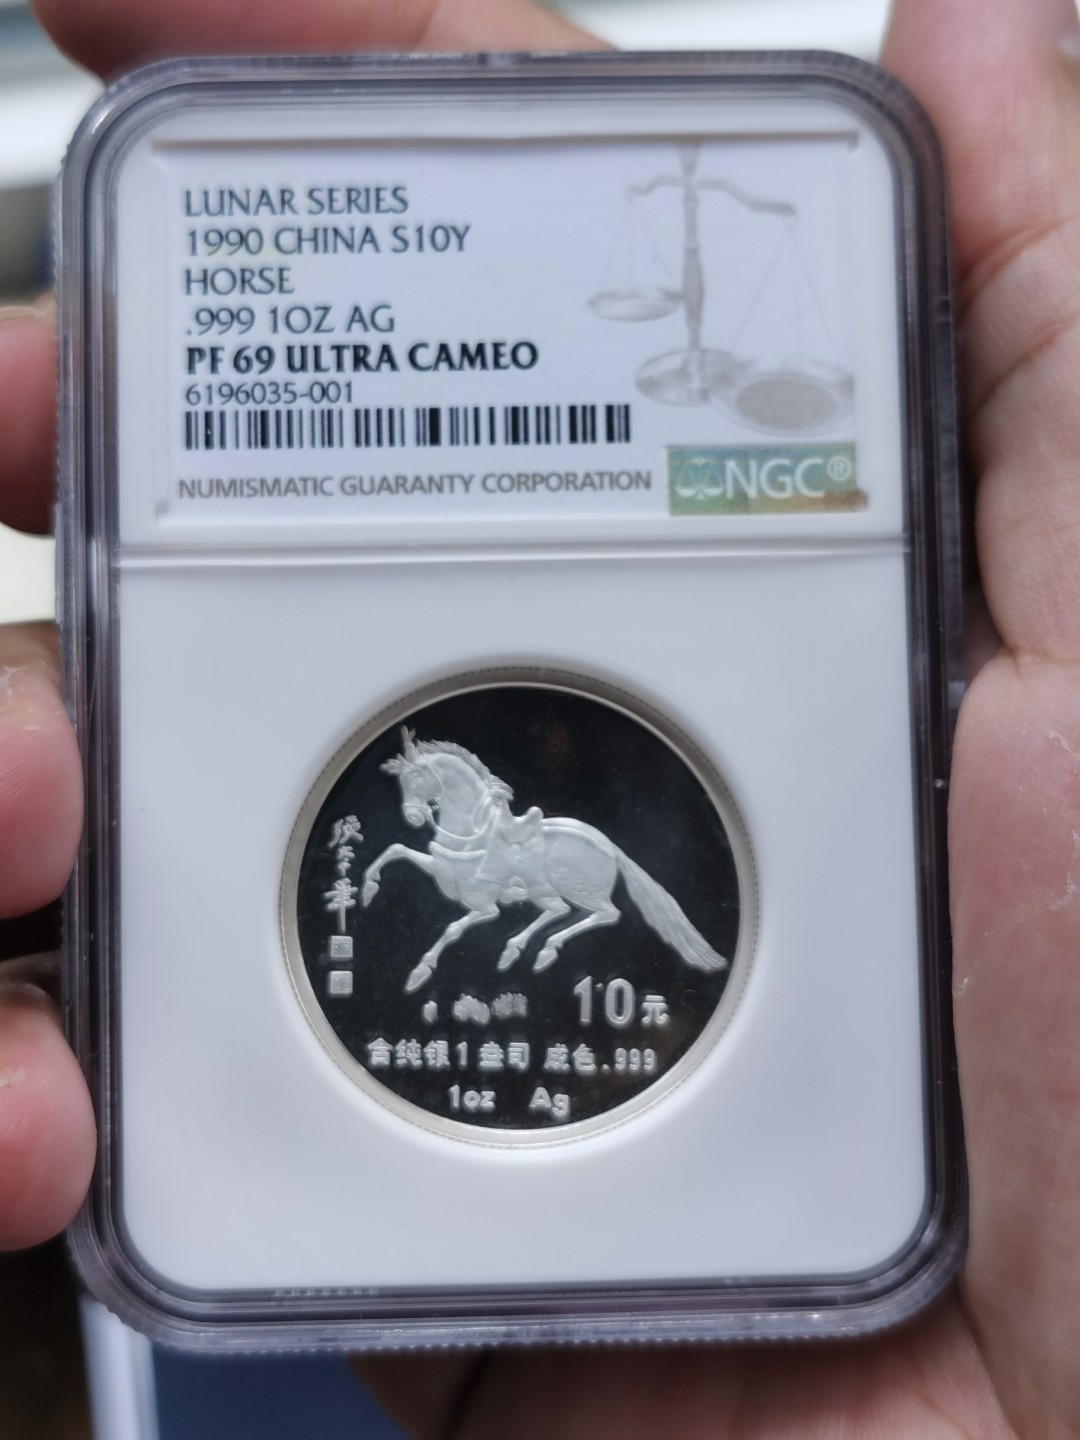 LUNAR SERIES
1990 CHINA S10Y
HORSE
.999 1OZ AG
PF 69 ULTRA CAMEO
6196035-001
NUMISMATIC GUARANTY CORPORATION
NGC®
10元
含纯银1盎司 成色.999
1oz Ag